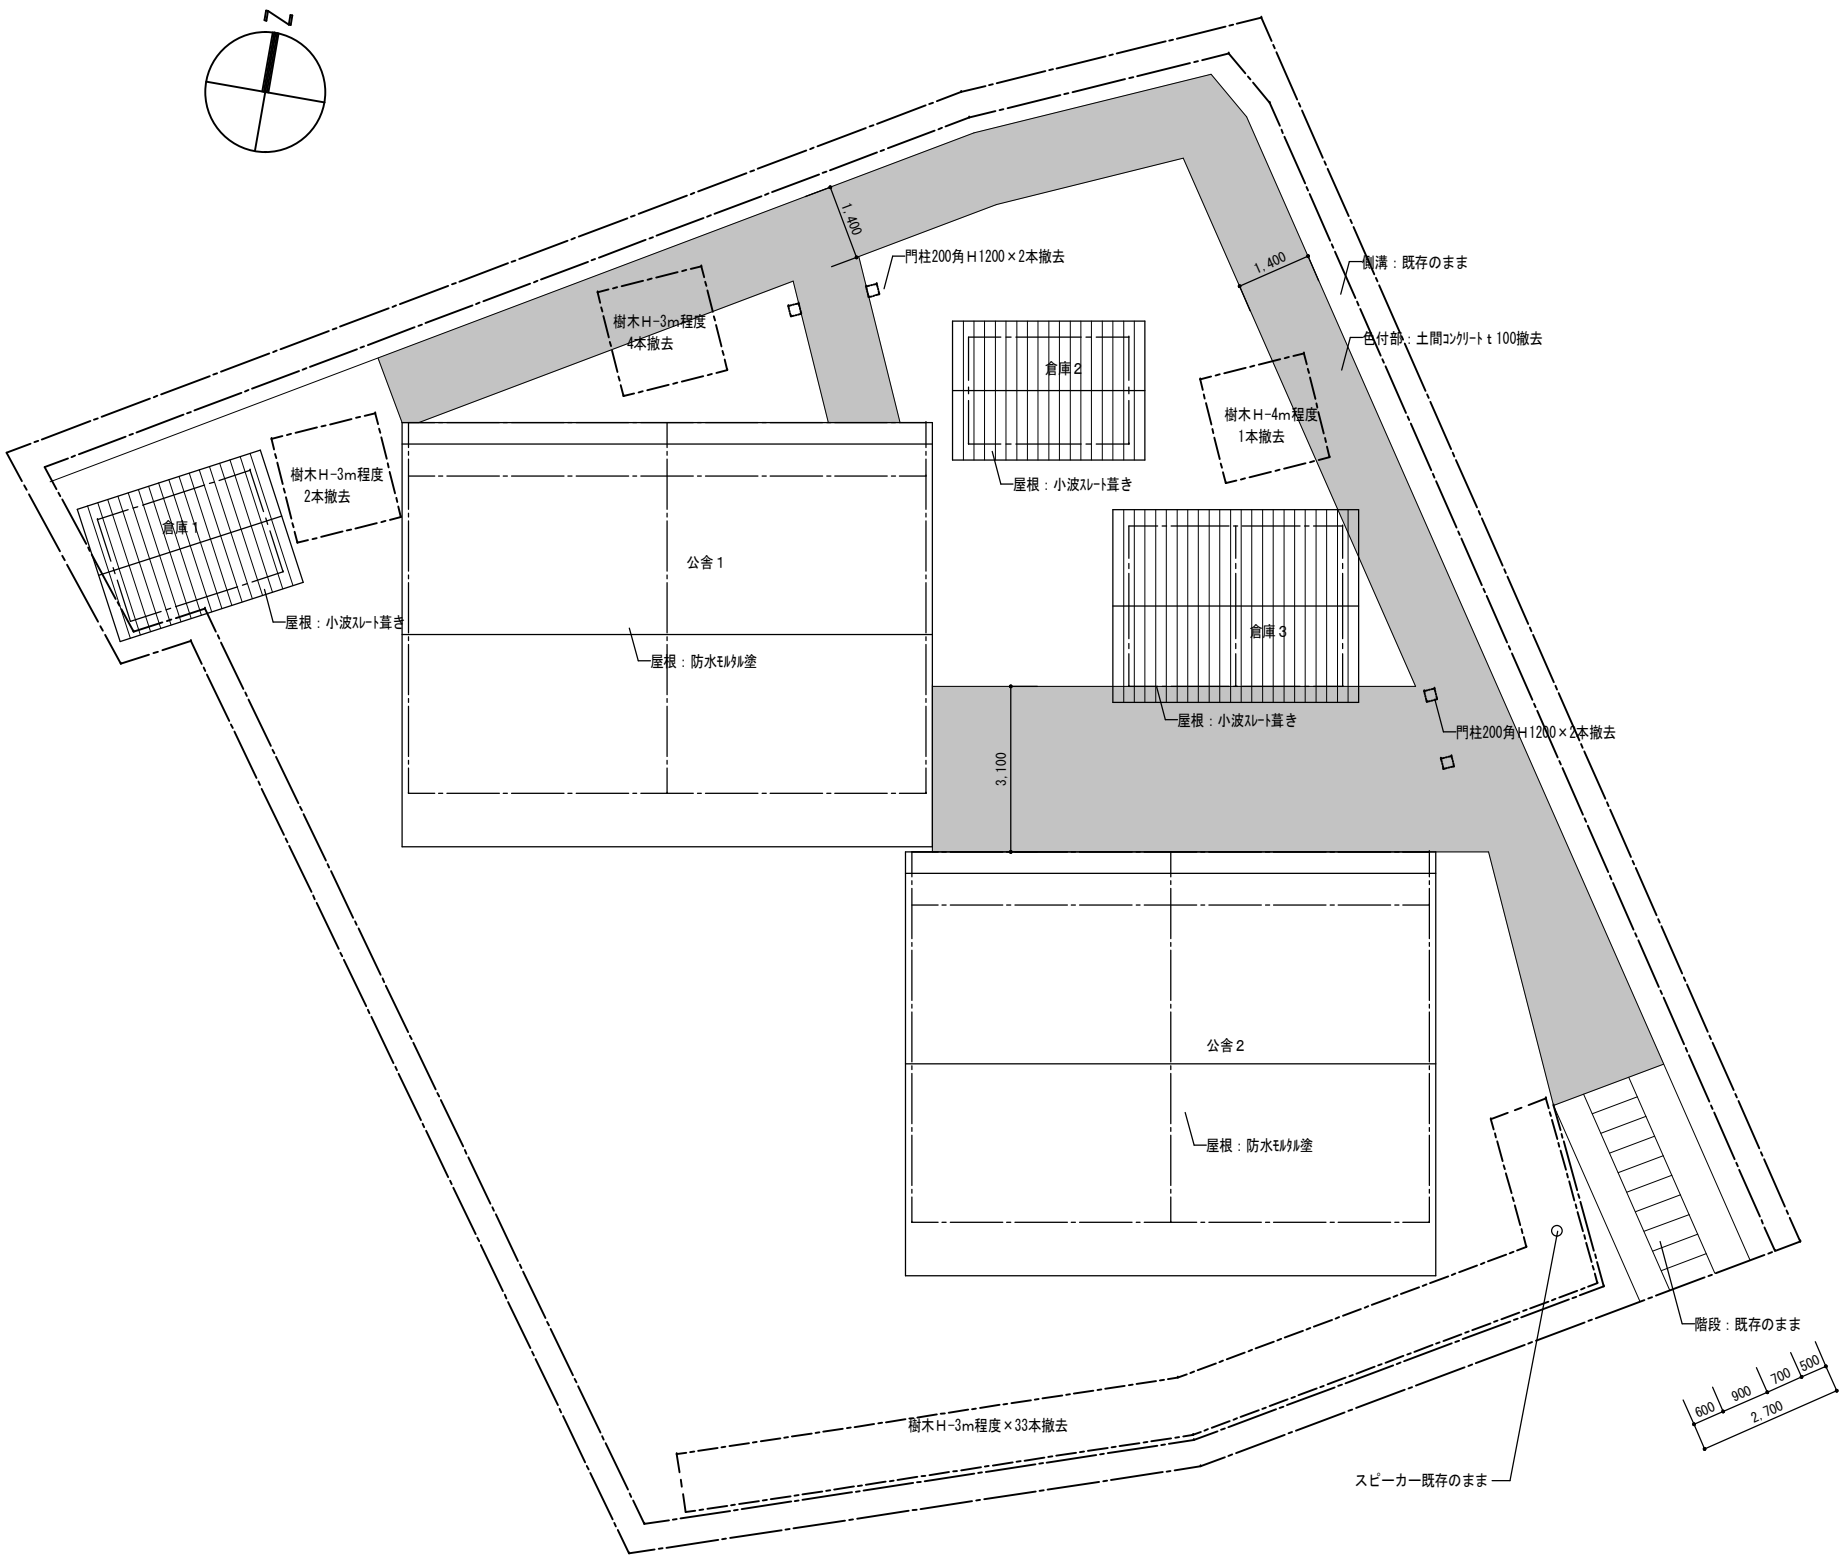 N
1,400
門柱200角H1200×2本撤去
1,400
側溝：既存のまま
樹木H-3m程度
4本撤去
色付部：土間コンクリートｔ100撤去
倉庫２
樹木H-4m程度
1本撤去
樹木H-3m程度
2本撤去
屋根：小波スレート葺き
倉庫１
公舎１
屋根：小波スレート葺き
倉庫３
屋根：防水モルタル塗
屋根：小波スレート葺き
門柱200角H1200×2本撤去
3,100
公舎２
屋根：防水モルタル塗
階段：既存のまま
600
900
700
500
2,700
樹木H-3m程度×33本撤去
スピーカー既存のまま